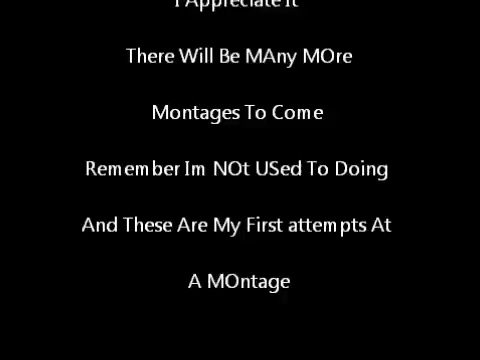 I Appreciate It
There Will Be MAny MOre
Montages To Come
Remember Im NOt USed To Doing
And These Are My First attempts At
A MOntage